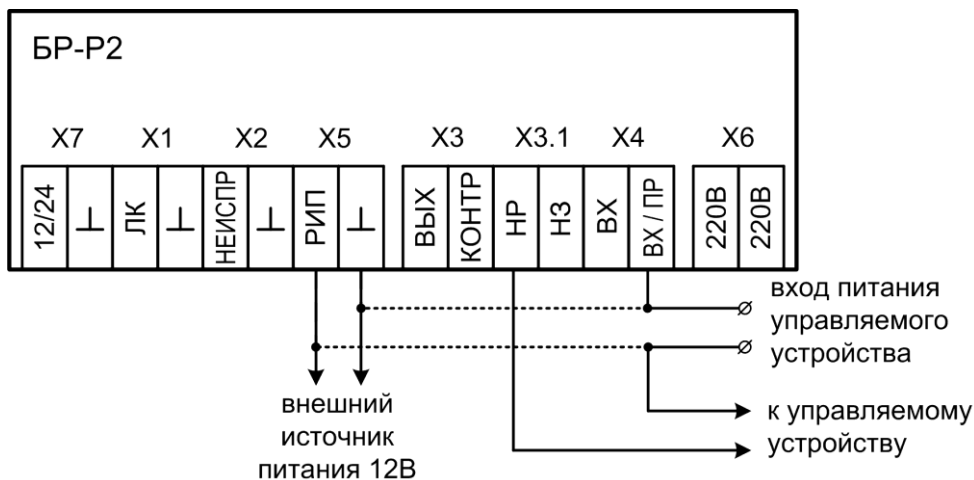 БР-Р2
X7 X1 X2 X5 X3 X3.1 X4 X6
12/24 ⊥ ЛК ⊥ НЕИСПР ⊥ РИП ⊥ ВЫХ КОНТР НР НЗ ВХ ВХ / ПР 220В 220В
вход питания
управляемого
устройства
внешний
источник
питания 12В
к управляемому
устройству